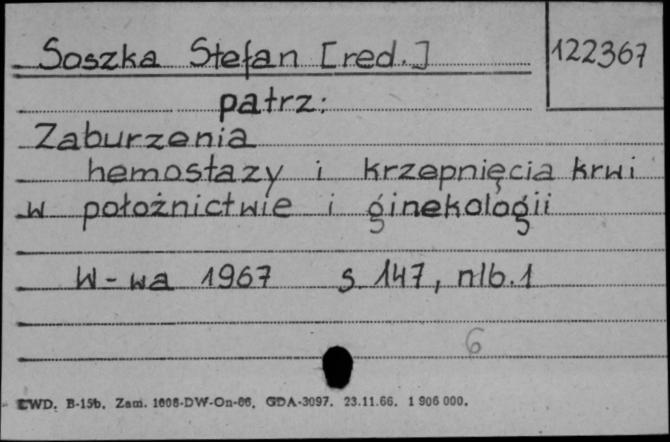 Soszka Stefan [red.]
122367
patrz:
Zaburzenia
hemostazy i krzepnięcia krwi
w położnictwie i ginekologii
W-wa 1967 s 147, nlb.1
6
CWD. B-15b. Zam. 1608-DW-On-66. GDA-3097. 23.11.66. 1 906 000.